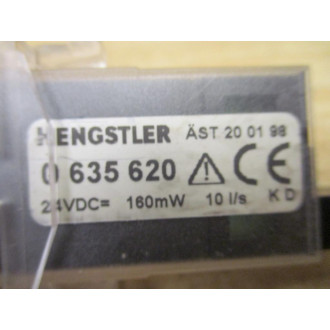 HENGSTLER ÄST 20 01 98
0 635 620 CE
24VDC= 160mW 10 I/s K D